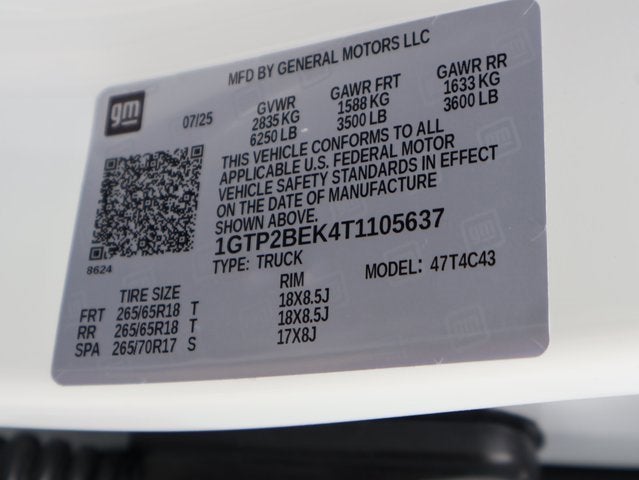 MFD BY GENERAL MOTORS LLC
gm
07/25
GVWR GAWR FRT GAWR RR
2835 KG 1588 KG 1633 KG
6250 LB 3500 LB 3600 LB
THIS VEHICLE CONFORMS TO ALL
APPLICABLE U.S. FEDERAL MOTOR
VEHICLE SAFETY STANDARDS IN EFFECT
ON THE DATE OF MANUFACTURE
SHOWN ABOVE.
1GTP2BEK4T1105637
8624
TYPE: TRUCK MODEL: 47T4C43
TIRE SIZE RIM
FRT 265/65R18 T 18X8.5J
RR 265/65R18 T 18X8.5J
SPA 265/70R17 S 17X8J